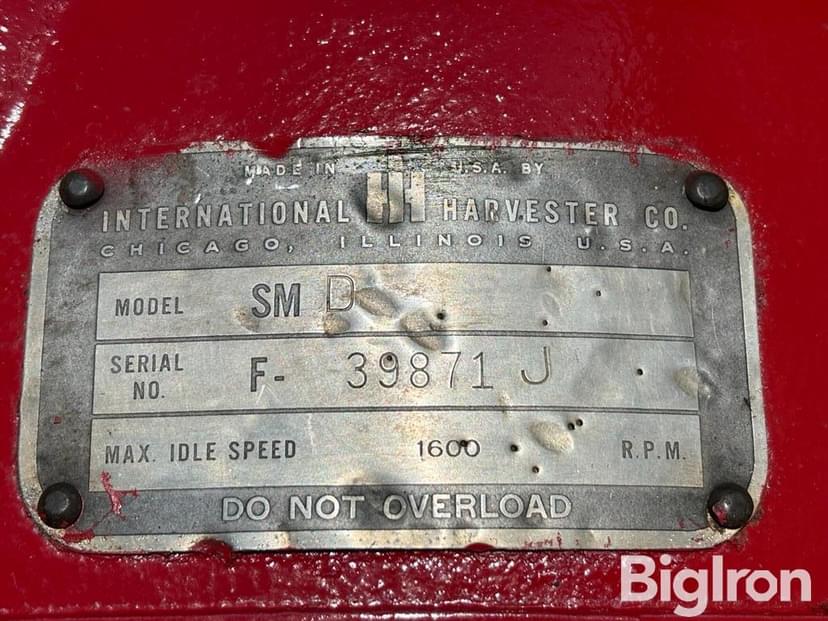 MADE IN U.S.A. BY
INTERNATIONAL IH HARVESTER CO.
CHICAGO, ILLINOIS U.S.A.
MODEL SM D
SERIAL NO. F- 39871 J
MAX. IDLE SPEED 1600 R.P.M.
DO NOT OVERLOAD
BigIron